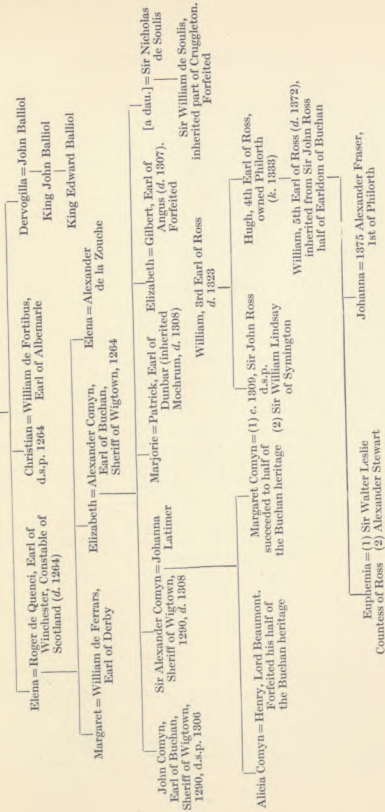 Elena = Roger de Quenci, Earl of
Winchester, Constable of
Scotland (d. 1264)
Christian = William de Fortibus,
d.s.p. 1264 Earl of Albemarle
Dervogilla = John Balliol
King John Balliol
King Edward Balliol
Margaret = William de Ferrars,
Earl of Derby
Elizabeth = Alexander Comyn,
Earl of Buchan,
Sheriff of Wigtown, 1264
Elena = Alexander
de la Zouche
John Comyn,
Earl of Buchan,
Sheriff of Wigtown,
1290, d.s.p. 1306
Sir Alexander Comyn = Johanna
Sheriff of Wigtown, Latimer
1290, d. 1308
Marjorie = Patrick, Earl of
Dunbar (inherited
Mochrum, d. 1308)
Elizabeth = Gilbert, Earl of
Angus (d. 1307),
Forfeited
[a dau.] = Sir Nicholas
de Soulis
Sir William de Soulis,
inherited part of Cruggleton.
Forfeited
William, 3rd Earl of Ross
d. 1323
Alicia Comyn = Henry, Lord Beaumont.
Forfeited his half of
the Buchan heritage
Margaret Comyn = (1) c. 1309, Sir John Ross
succeeded to half of d.s.p.
the Buchan heritage (2) Sir William Lindsay
of Symington
Hugh, 4th Earl of Ross,
owned Philorth
(k. 1333)
William, 5th Earl of Ross (d. 1372),
inherited from Sir John Ross
half of Earldom of Buchan
Euphemia = (1) Sir Walter Leslie
Countess of Ross (2) Alexander Stewart
Johanna = 1375 Alexander Fraser,
1st of Philorth